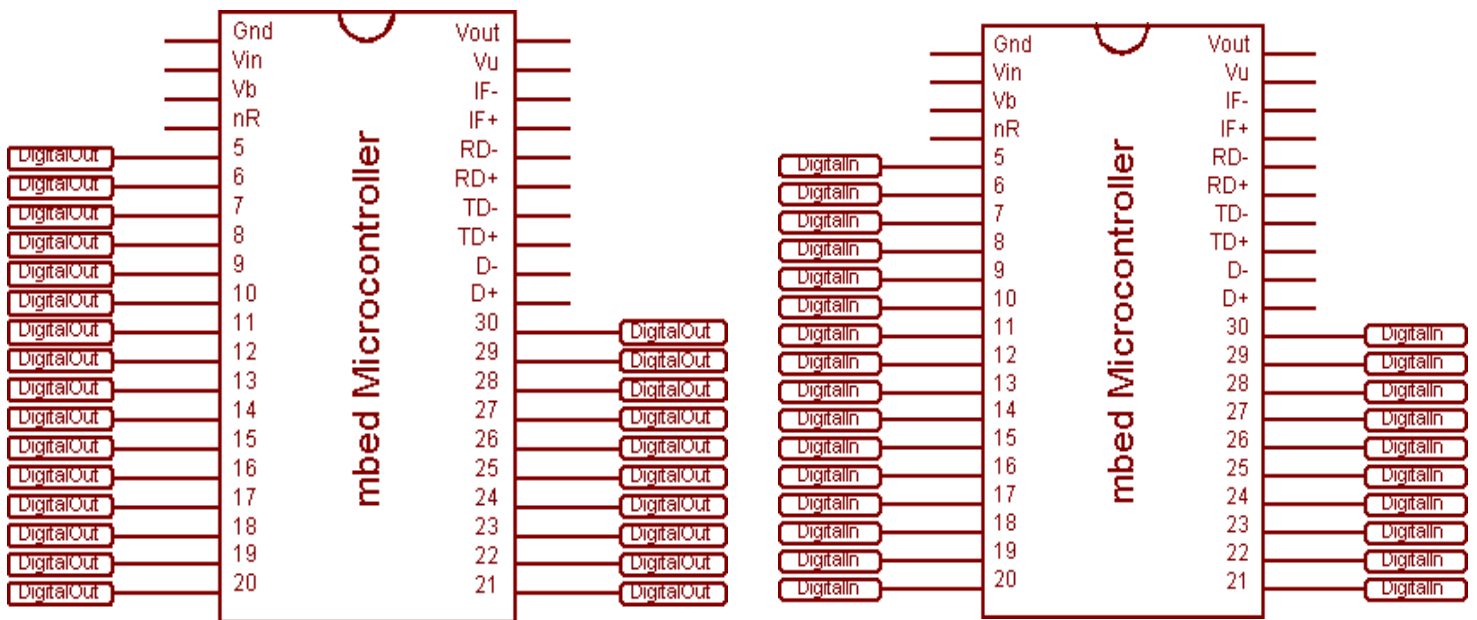 Gnd Vout
Vin Vu
Vb IF-
nR IF+
DigitalOut 5 RD-
DigitalOut 6 RD+
DigitalOut 7 TD-
DigitalOut 8 TD+
DigitalOut 9 D-
DigitalOut 10 D+
DigitalOut 11 30 DigitalOut
DigitalOut 12 29 DigitalOut
DigitalOut 13 28 DigitalOut
DigitalOut 14 27 DigitalOut
DigitalOut 15 26 DigitalOut
DigitalOut 16 25 DigitalOut
DigitalOut 17 24 DigitalOut
DigitalOut 18 23 DigitalOut
DigitalOut 19 22 DigitalOut
DigitalOut 20 21 DigitalOut
mbed Microcontroller
Gnd Vout
Vin Vu
Vb IF-
nR IF+
DigitalIn 5 RD-
DigitalIn 6 RD+
DigitalIn 7 TD-
DigitalIn 8 TD+
DigitalIn 9 D-
DigitalIn 10 D+
DigitalIn 11 30 DigitalIn
DigitalIn 12 29 DigitalIn
DigitalIn 13 28 DigitalIn
DigitalIn 14 27 DigitalIn
DigitalIn 15 26 DigitalIn
DigitalIn 16 25 DigitalIn
DigitalIn 17 24 DigitalIn
DigitalIn 18 23 DigitalIn
DigitalIn 19 22 DigitalIn
DigitalIn 20 21 DigitalIn
mbed Microcontroller